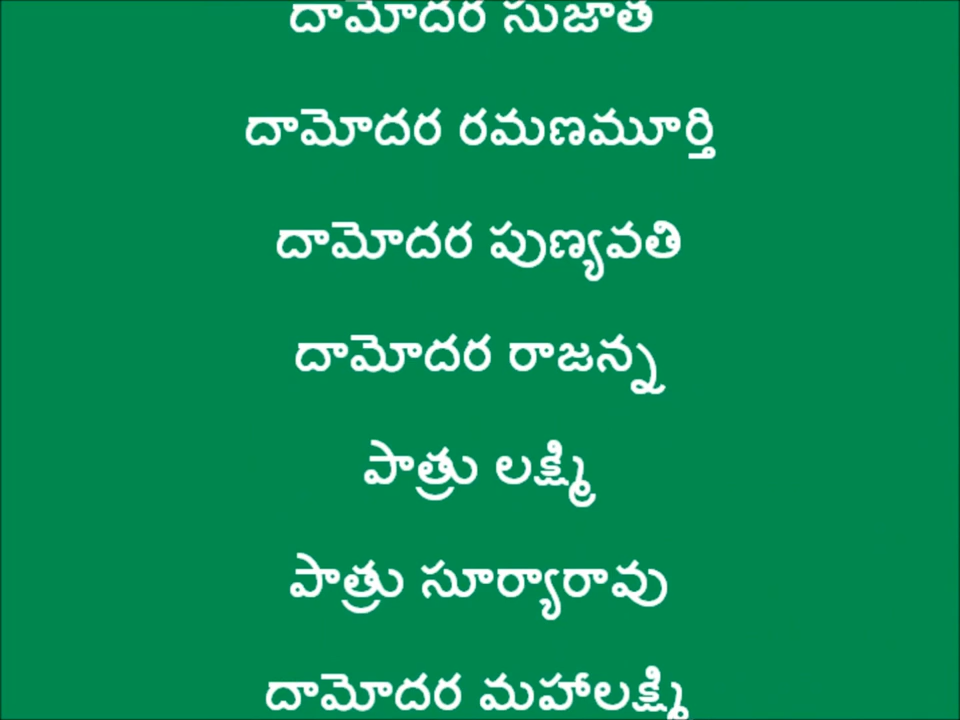 దామోదర సుజాత
దామోదర రమణమూర్తి
దామోదర పుణ్యవతి
దామోదర రాజన్న
పాత్రు లక్ష్మి
పాత్రు సూర్యారావు
దామోదర మహాలక్ష్మి